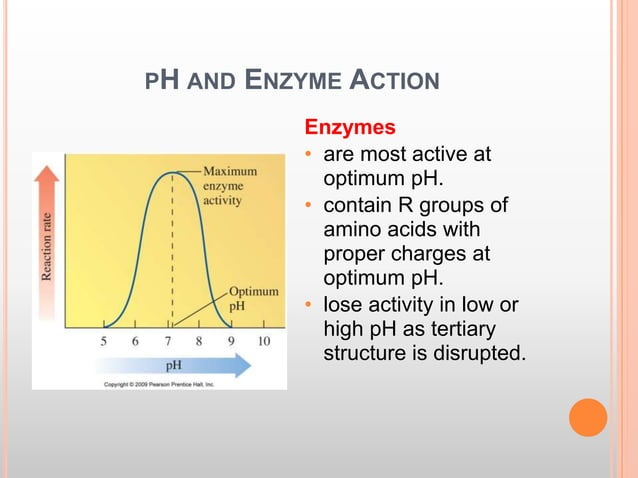 PH AND ENZYME ACTION
Enzymes
• are most active at
optimum pH.
• contain R groups of
amino acids with
proper charges at
optimum pH.
• lose activity in low or
high pH as tertiary
structure is disrupted.
Reaction rate
Maximum
enzyme
activity
Optimum
pH
5 6 7 8 9 10
pH
Copyright © 2009 Pearson Prentice Hall, Inc.